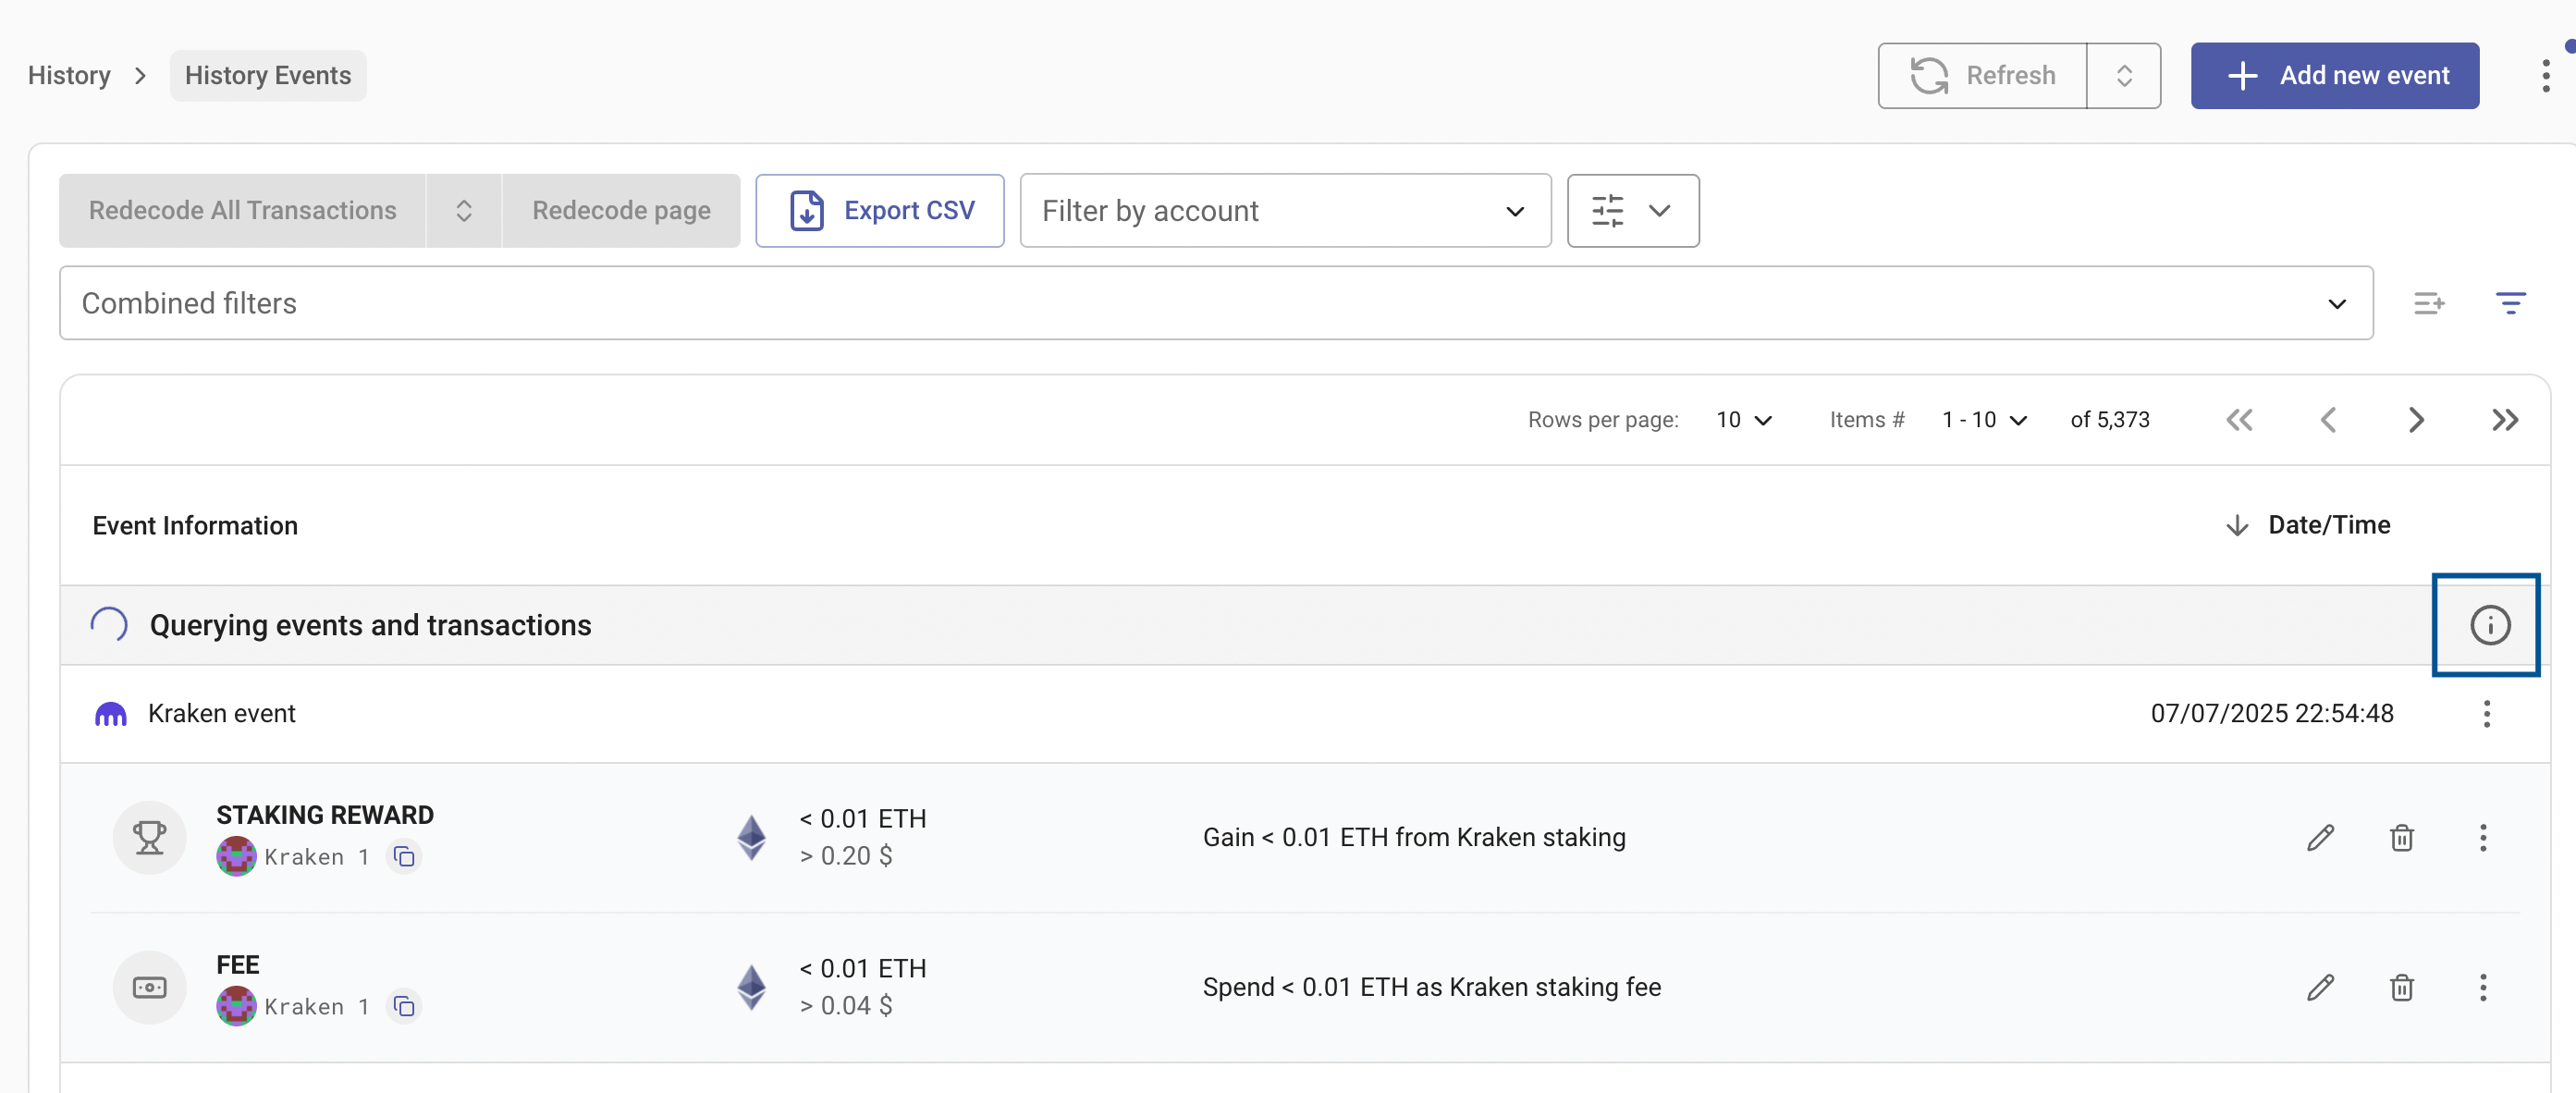 History > History Events
Refresh
Add new event
Redecode All Transactions
Redecode page
Export CSV
Filter by account
Combined filters
Rows per page: 10 Items # 1 - 10 of 5,373
Event Information
Date/Time
Querying events and transactions
Kraken event
07/07/2025 22:54:48
STAKING REWARD
Kraken 1
< 0.01 ETH
> 0.20 $
Gain < 0.01 ETH from Kraken staking
FEE
Kraken 1
< 0.01 ETH
> 0.04 $
Spend < 0.01 ETH as Kraken staking fee